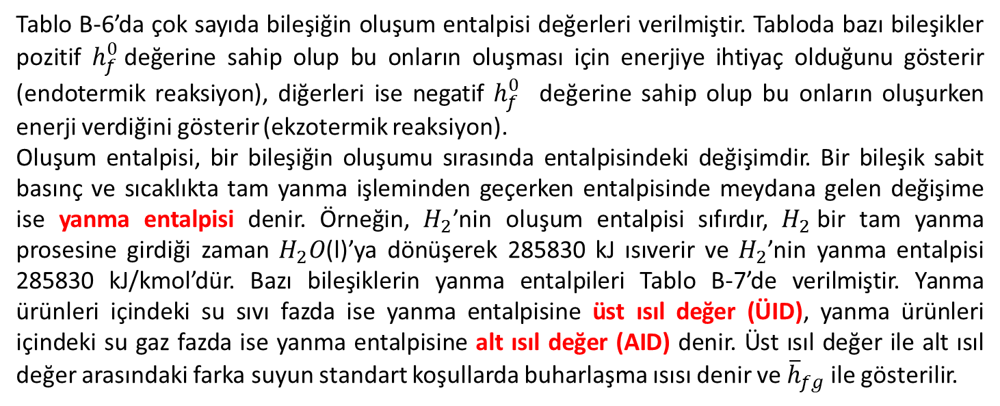 Tablo B-6’da çok sayıda bileşiğin oluşum entalpisi değerleri verilmiştir. Tabloda bazı bileşikler
pozitif $h_f^0$ değerine sahip olup bu onların oluşması için enerjiye ihtiyaç olduğunu gösterir
(endotermik reaksiyon), diğerleri ise negatif $h_f^0$ değerine sahip olup bu onların oluşurken
enerji verdiğini gösterir (ekzotermik reaksiyon).
Oluşum entalpisi, bir bileşiğin oluşumu sırasında entalpisindeki değişimdir. Bir bileşik sabit
basınç ve sıcaklıkta tam yanma işleminden geçerken entalpisinde meydana gelen değişime
ise yanma entalpisi denir. Örneğin, $H_2$’nin oluşum entalpisi sıfırdır, $H_2$ bir tam yanma
prosesine girdiği zaman $H_2O$(l)’ya dönüşerek 285830 kJ ısıverir ve $H_2$’nin yanma entalpisi
285830 kJ/kmol’dür. Bazı bileşiklerin yanma entalpileri Tablo B-7’de verilmiştir. Yanma
ürünleri içindeki su sıvı fazda ise yanma entalpisine üst ısıl değer (ÜID), yanma ürünleri
içindeki su gaz fazda ise yanma entalpisine alt ısıl değer (AID) denir. Üst ısıl değer ile alt ısıl
değer arasındaki farka suyun standart koşullarda buharlaşma ısısı denir ve $\bar{h}_{fg}$ ile gösterilir.